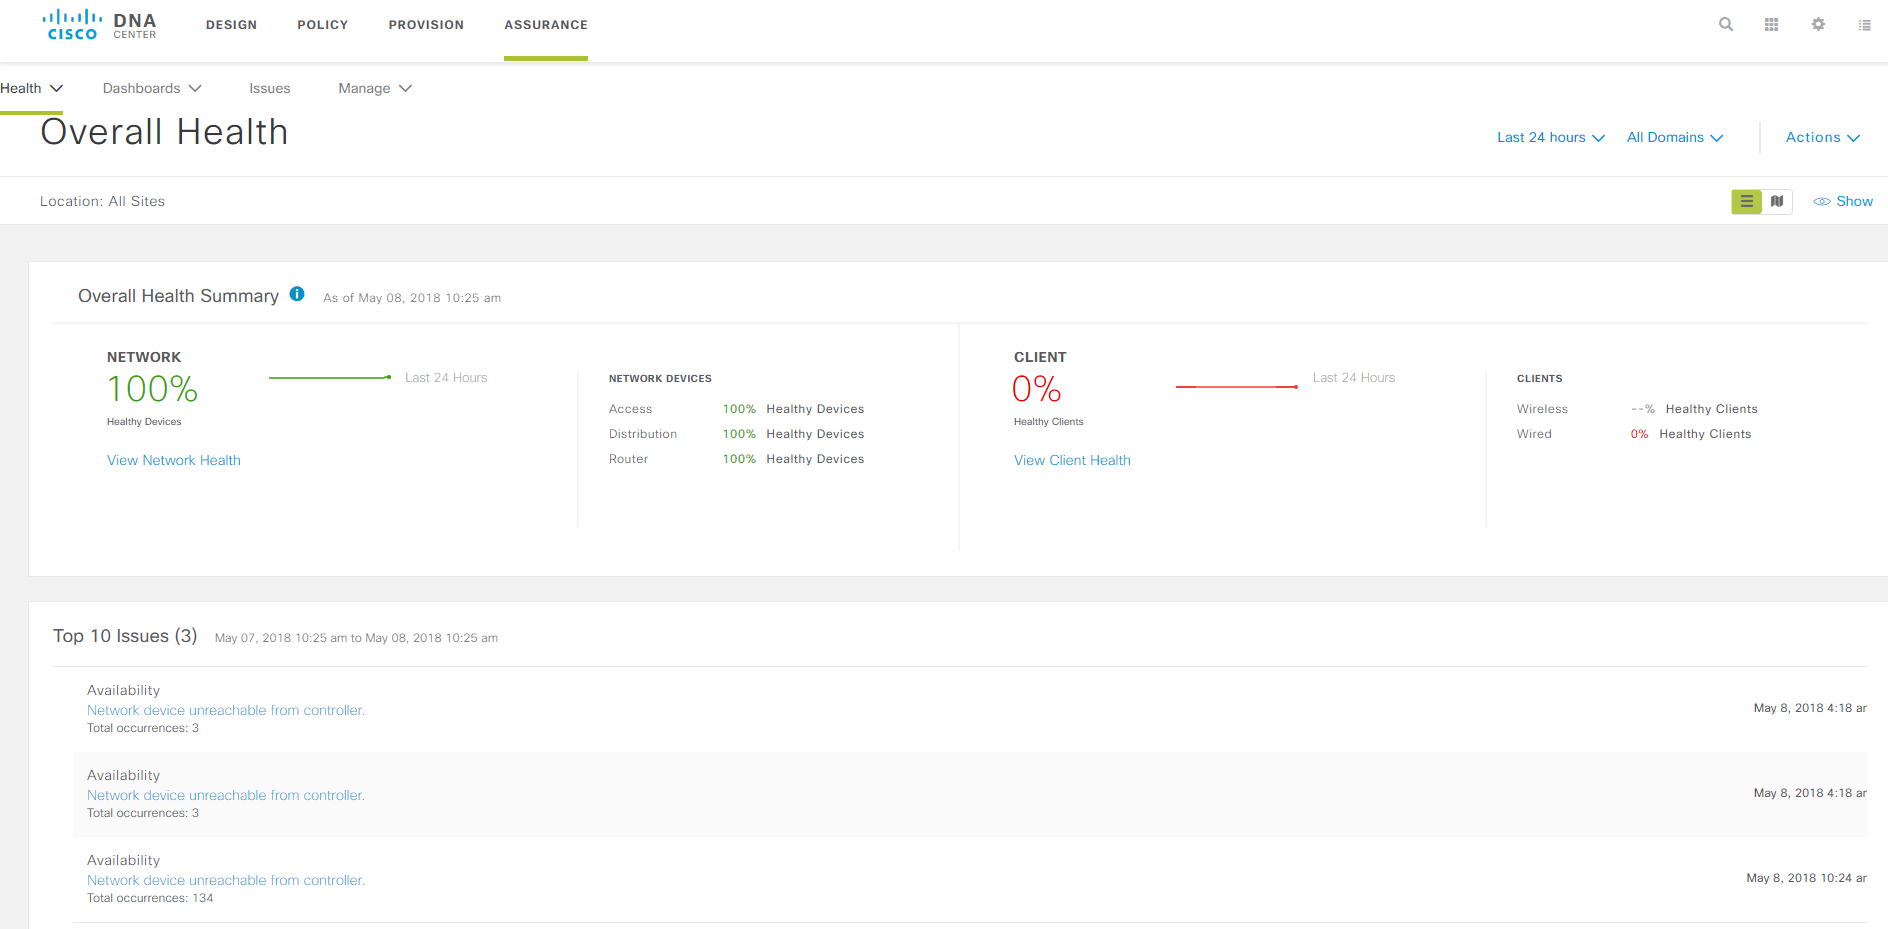 CISCO DNA CENTER DESIGN POLICY PROVISION ASSURANCE
Health Dashboards Issues Manage
Overall Health
Last 24 hours All Domains Actions
Location: All Sites
Show
Overall Health Summary As of May 08, 2018 10:25 am
NETWORK
100%
Last 24 Hours
Healthy Devices
View Network Health
NETWORK DEVICES
Access 100% Healthy Devices
Distribution 100% Healthy Devices
Router 100% Healthy Devices
CLIENT
0%
Last 24 Hours
Healthy Clients
View Client Health
CLIENTS
Wireless --% Healthy Clients
Wired 0% Healthy Clients
Top 10 Issues (3) May 07, 2018 10:25 am to May 08, 2018 10:25 am
Availability
Network device unreachable from controller.
Total occurrences: 3
May 8, 2018 4:18 ar
Availability
Network device unreachable from controller.
Total occurrences: 3
May 8, 2018 4:18 ar
Availability
Network device unreachable from controller.
Total occurrences: 134
May 8, 2018 10:24 ar